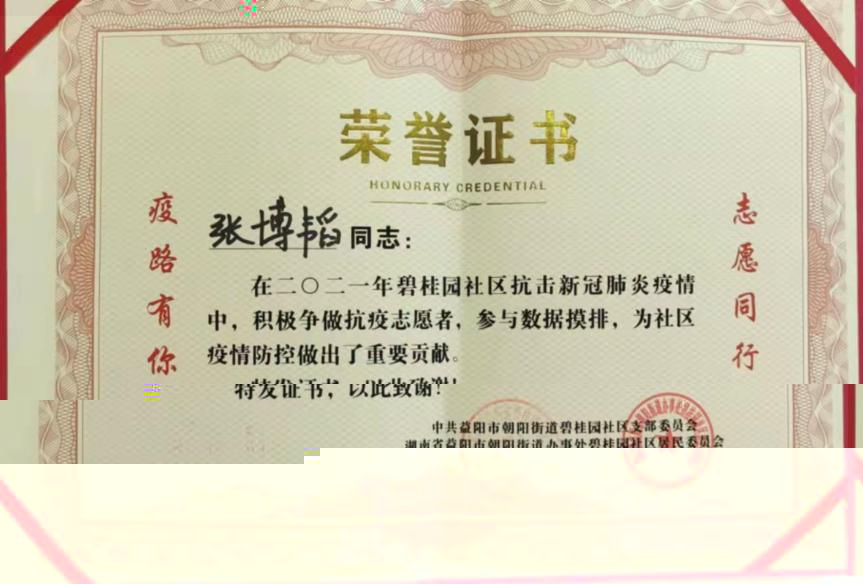 荣誉证书
HONORARY CREDENTIAL
疫路有你
志愿同行
张博韬同志：
在二〇二一年碧桂园社区抗击新冠肺炎疫情
中，积极争做抗疫志愿者，参与数据摸排，为社区
疫情防控做出了重要贡献。
特发证书，以此致谢！
中共益阳市朝阳街道碧桂园社区支部委员会
湖南省益阳市朝阳街道办事处碧桂园社区居民委员会